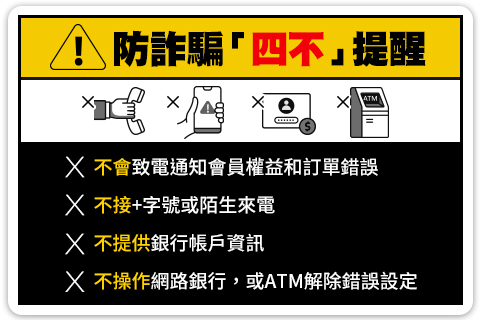 防詐騙「四不」提醒
ATM
不會致電通知會員權益和訂單錯誤
不接+字號或陌生來電
不提供銀行帳戶資訊
不操作網路銀行，或ATM解除錯誤設定